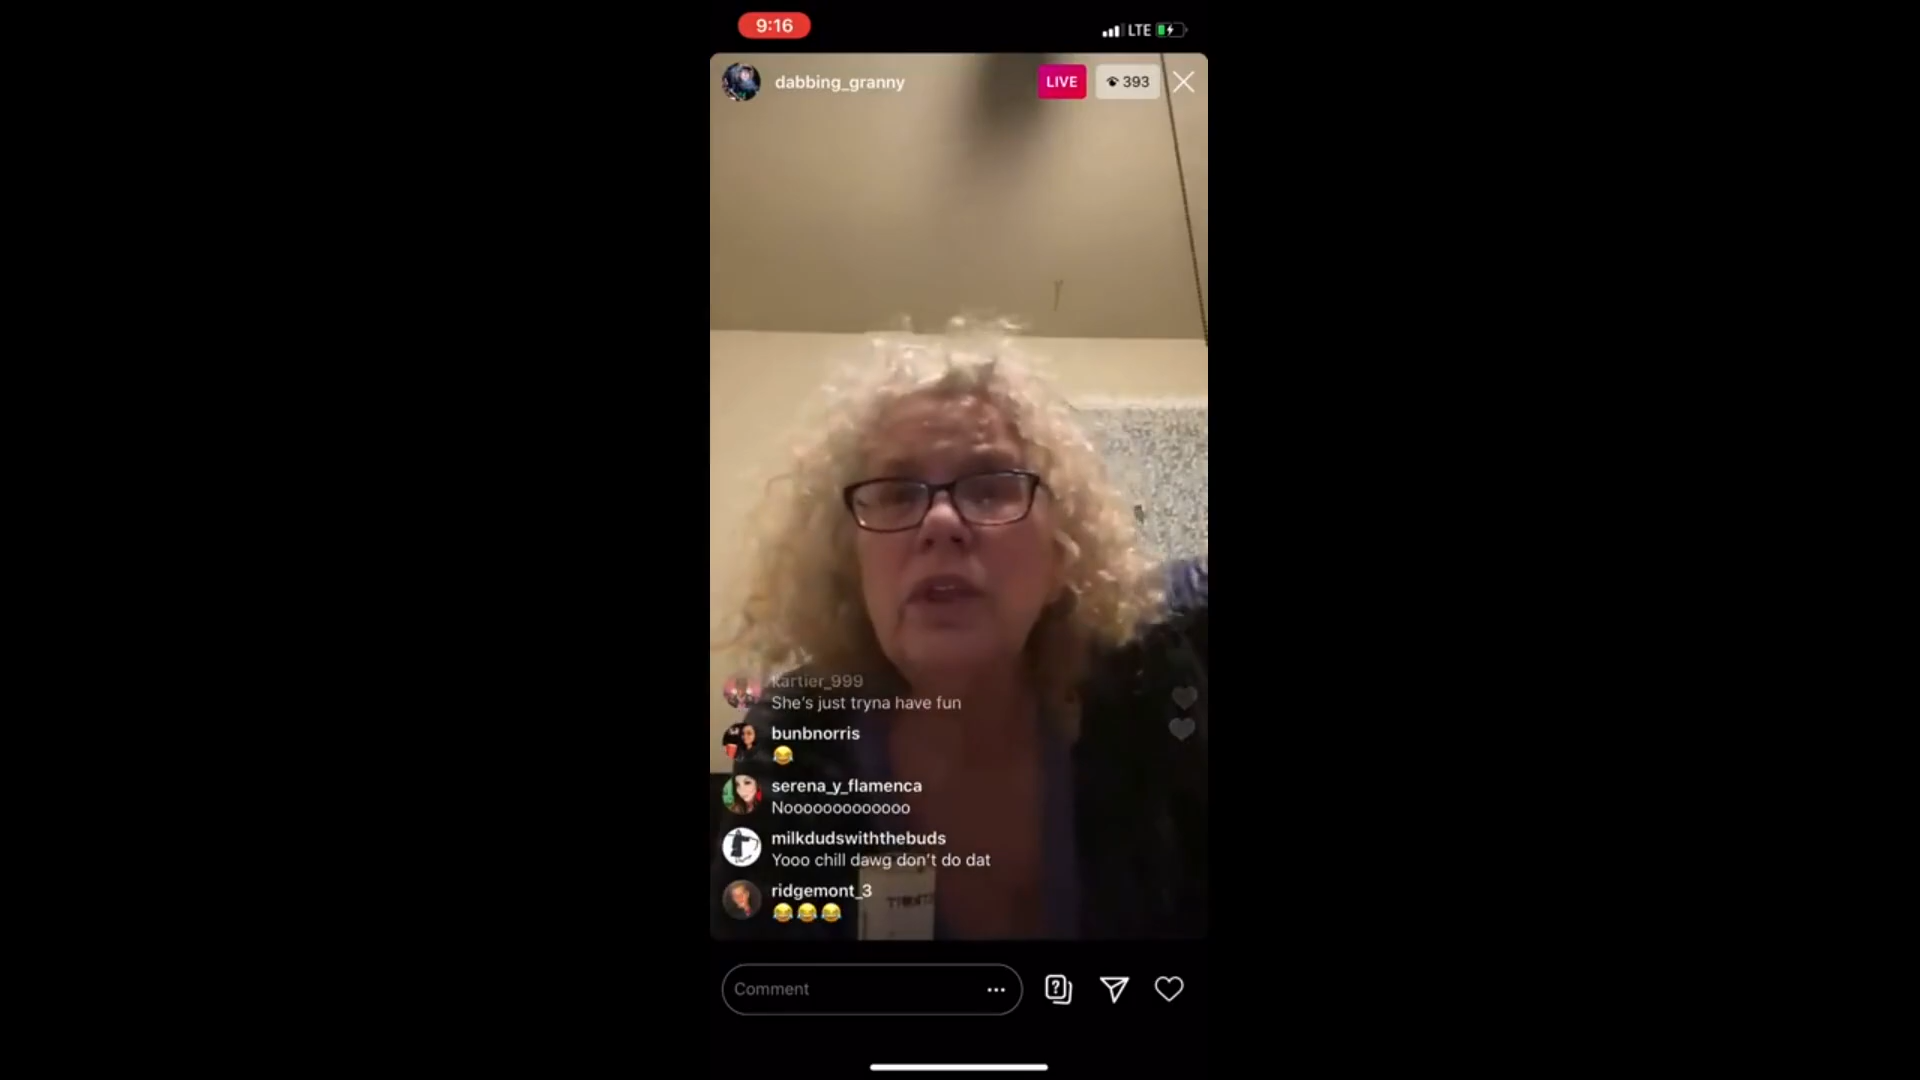 9:16
LTE
dabbing_granny
LIVE
393
kartier_999
She's just tryna have fun
bunbnorris
😂
serena_y_flamenca
Nooooooooooooo
milkdudswiththebuds
Yooo chill dawg don't do dat
ridgemont_3
😂😂😂
Comment